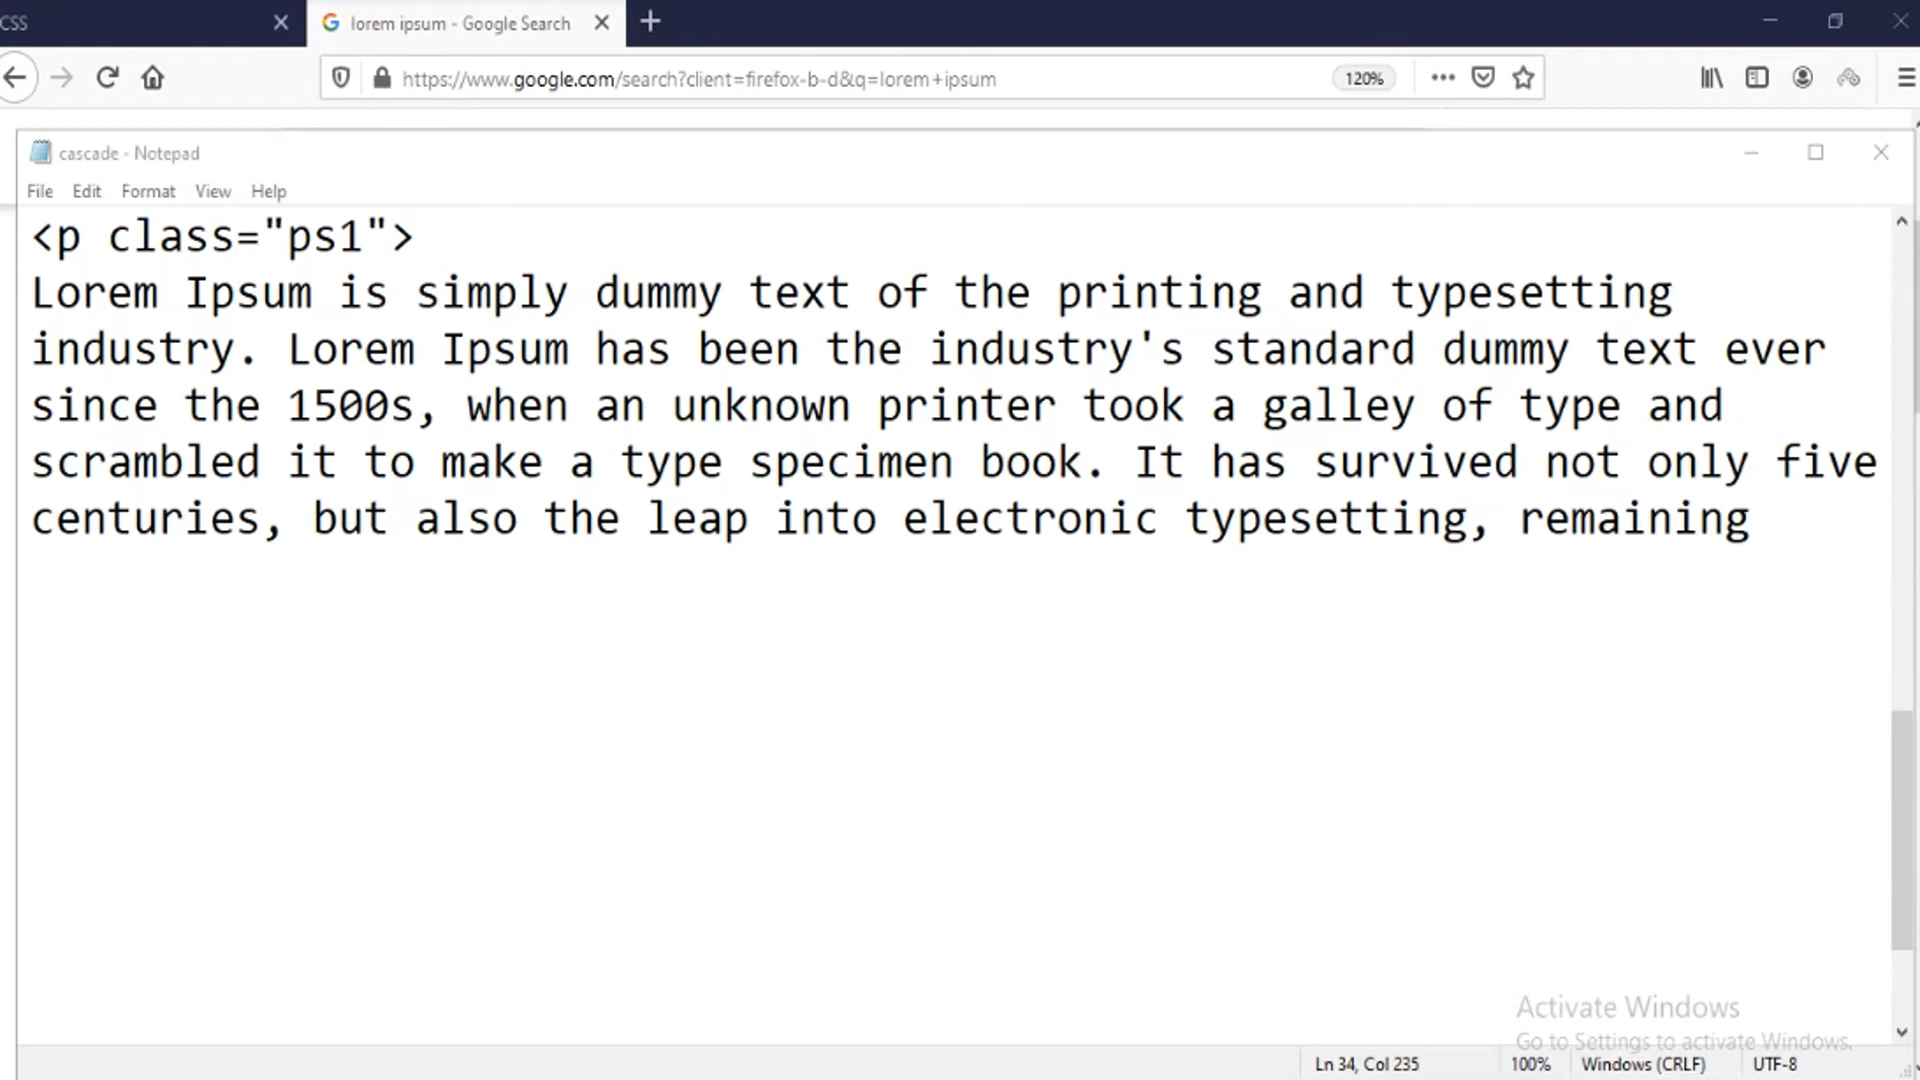 CSS
lorem ipsum - Google Search
https://www.google.com/search?client=firefox-b-d&q=lorem+ipsum
120%
cascade - Notepad
File Edit Format View Help
<p class="ps1">
Lorem Ipsum is simply dummy text of the printing and typesetting
industry. Lorem Ipsum has been the industry's standard dummy text ever
since the 1500s, when an unknown printer took a galley of type and
scrambled it to make a type specimen book. It has survived not only five
centuries, but also the leap into electronic typesetting, remaining
Activate Windows
Go to Settings to activate Windows.
Ln 34, Col 235 100% Windows (CRLF) UTF-8